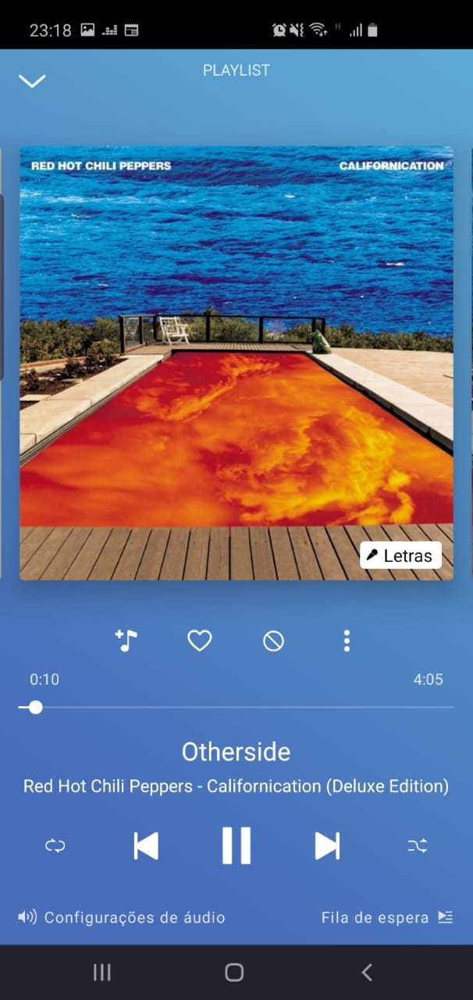 23:18
H
PLAYLIST
RED HOT CHILI PEPPERS
CALIFORNICATION
Letras
0:10
4:05
Otherside
Red Hot Chili Peppers - Californication (Deluxe Edition)
Configurações de áudio
Fila de espera